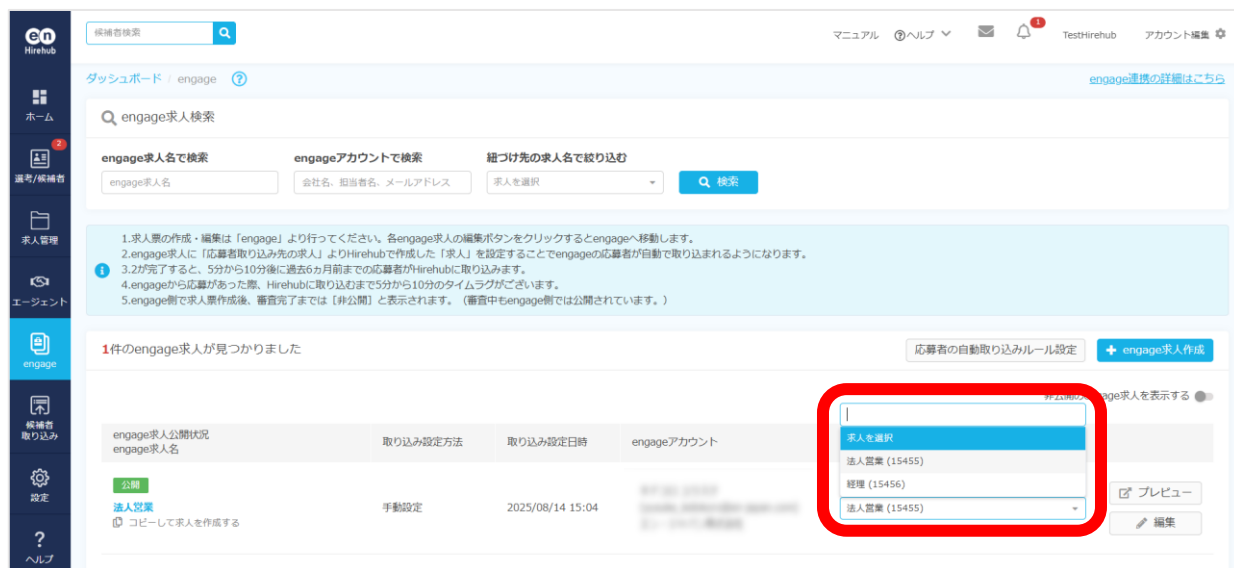 en
Hirehub
候補者検索
マニュアル
?ヘルプ
1
TestHirehub
アカウント編集
ダッシュボード / engage ?
engage連携の詳細はこちら
ホーム
2
選考/候補者
求人管理
エージェント
engage
候補者
取り込み
設定
?
ヘルプ
engage求人検索
engage求人名で検索
engageアカウントで検索
紐づけ先の求人名で絞り込む
engage求人名
会社名、担当者名、メールアドレス
求人を選択
検索
1.求人票の作成・編集は「engage」より行ってください。各engage求人の編集ボタンをクリックするとengageへ移動します。
2.engage求人に「応募者取り込み先の求人」よりHirehubで作成した「求人」を設定することでengageの応募者が自動で取り込まれるようになります。
3.2が完了すると、5分から10分後に過去6ヵ月前までの応募者がHirehubに取り込みます。
4.engageから応募があった際、Hirehubに取り込むまで5分から10分のタイムラグがございます。
5.engage側で求人票作成後、審査完了までは［非公開］と表示されます。（審査中もengage側では公開されています。）
1件のengage求人が見つかりました
応募者の自動取り込みルール設定
+ engage求人作成
非公開のengage求人を表示する
engage求人公開状況
engage求人名
取り込み設定方法
取り込み設定日時
engageアカウント
求人を選択
法人営業 (15455)
経理 (15456)
法人営業 (15455)
公開
法人営業
コピーして求人を作成する
手動設定
2025/08/14 15:04
プレビュー
編集